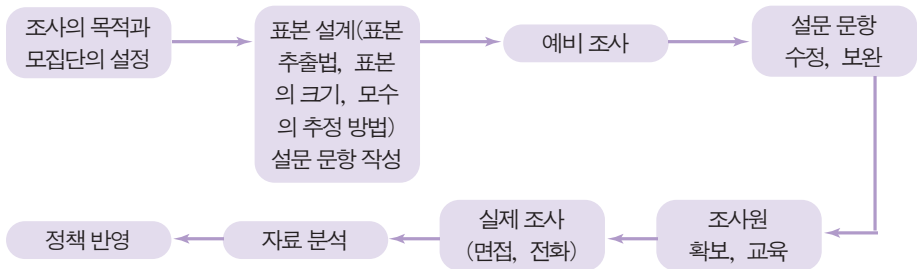 조사의 목적과
모집단의 설정
표본 설계(표본
추출법, 표본
의 크기, 모수
의 추정 방법)
설문 문항 작성
예비 조사
설문 문항
수정, 보완
조사원
확보, 교육
실제 조사
(면접, 전화)
자료 분석
정책 반영